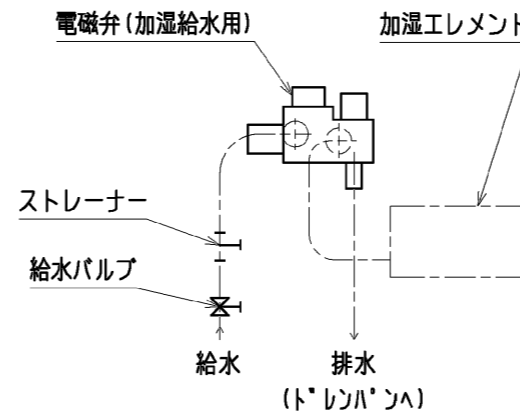 電磁弁(加湿給水用)
加湿エレメント
ストレーナー
給水バルブ
給水
排水
(ドレンパンへ)